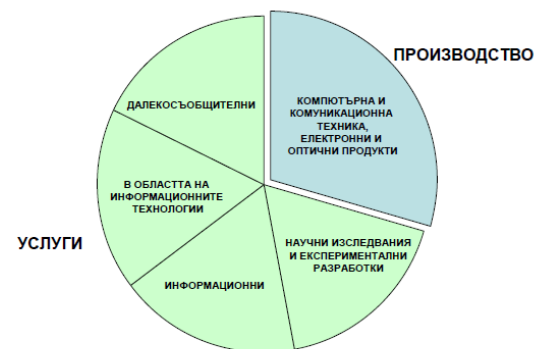 ПРОИЗВОДСТВО
КОМПЮТЪРНА И
КОМУНИКАЦИОННА
ТЕХНИКА,
ЕЛЕКТРОННИ И
ОПТИЧНИ ПРОДУКТИ
ДАЛЕКОСЪОБЩИТЕЛНИ
В ОБЛАСТТА НА
ИНФОРМАЦИОННИТЕ
ТЕХНОЛОГИИ
УСЛУГИ
НАУЧНИ ИЗСЛЕДВАНИЯ
И ЕКСПЕРИМЕНТАЛНИ
РАЗРАБОТКИ
ИНФОРМАЦИОННИ